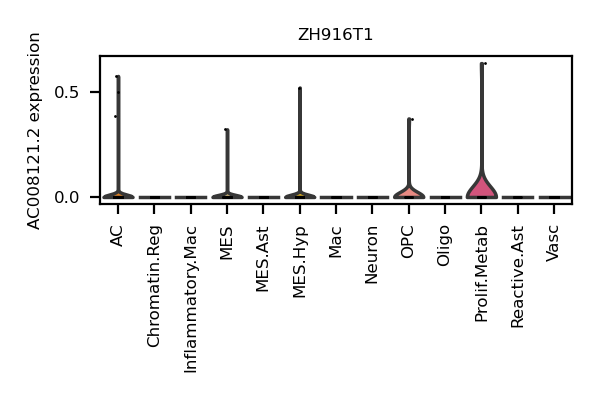 ZH916T1
AC008121.2 expression
0.5
0.0
AC
Chromatin.Reg
Inflammatory.Mac
MES
MES.Ast
MES.Hyp
Mac
Neuron
OPC
Oligo
Prolif.Metab
Reactive.Ast
Vasc